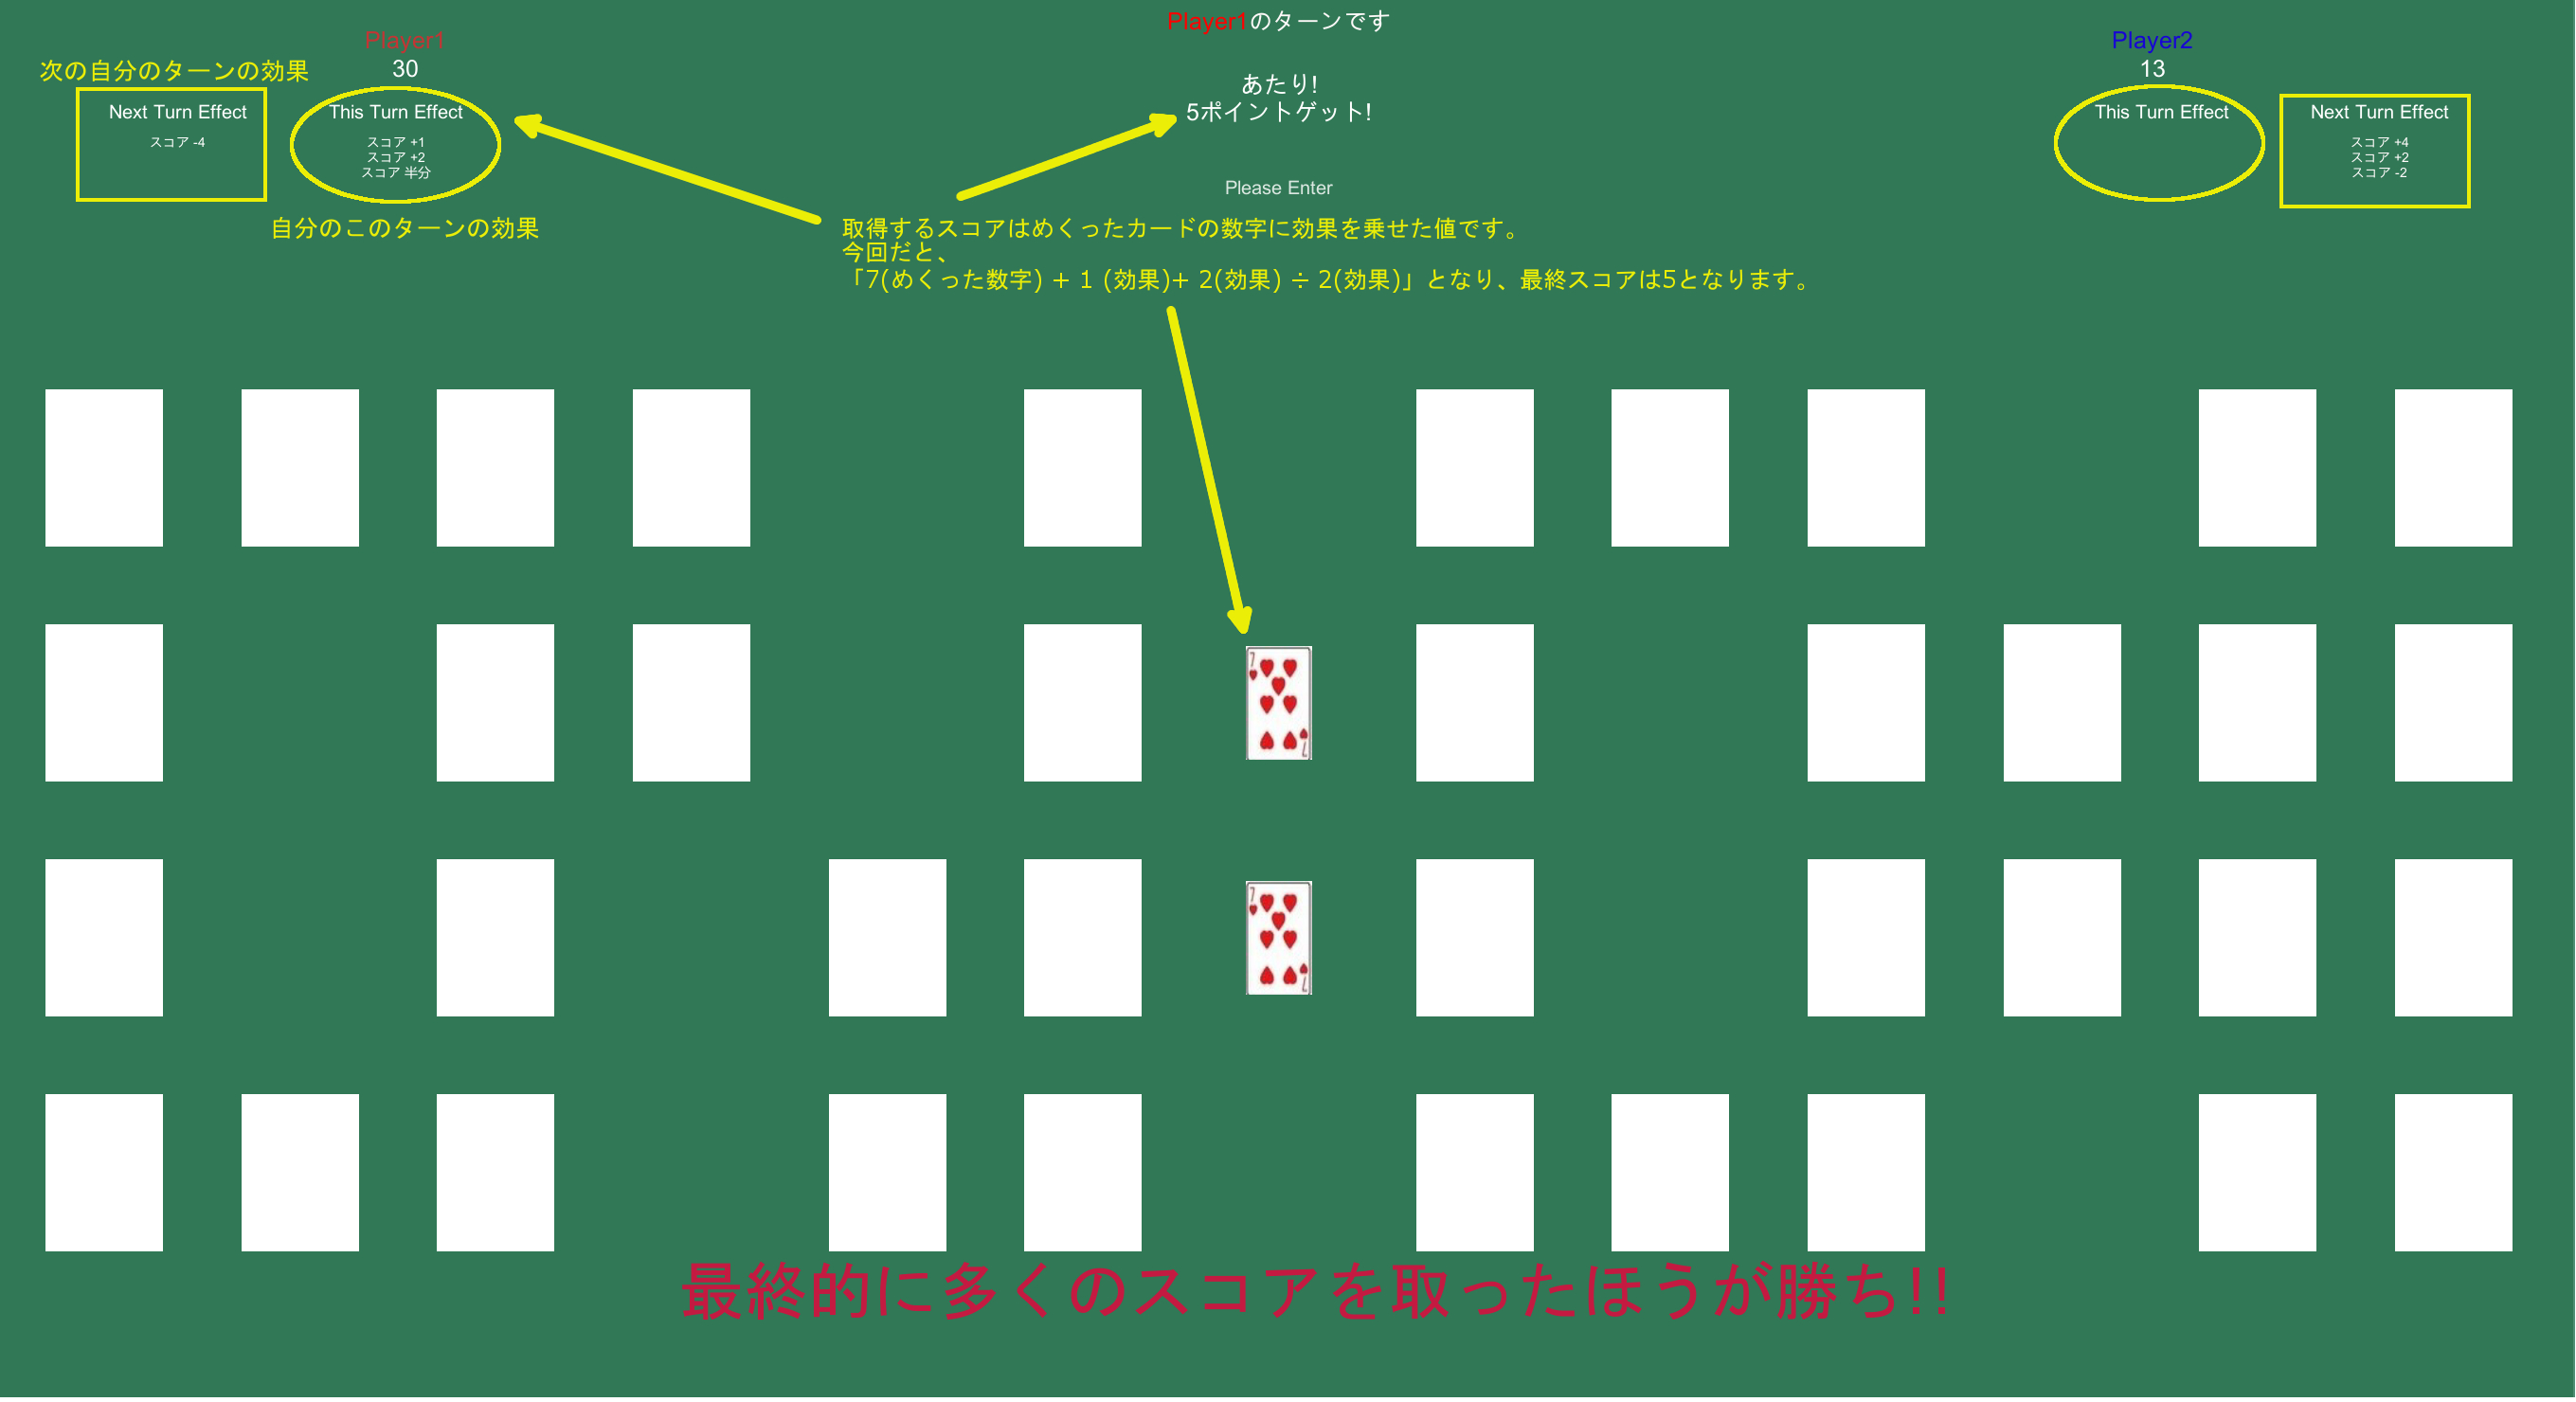 Player1のターンです
Player1
30
次の自分のターンの効果
Next Turn Effect
スコア -4
This Turn Effect
スコア +1
スコア +2
スコア 半分
自分のこのターンの効果
あたり!
5ポイントゲット!
Please Enter
取得するスコアはめくったカードの数字に効果を乗せた値です。
今回だと、
「7(めくった数字) + 1 (効果)+ 2(効果) ÷ 2(効果)」となり、最終スコアは5となります。
Player2
13
This Turn Effect
Next Turn Effect
スコア +4
スコア +2
スコア -2
7
7
7
7
最終的に多くのスコアを取ったほうが勝ち!!